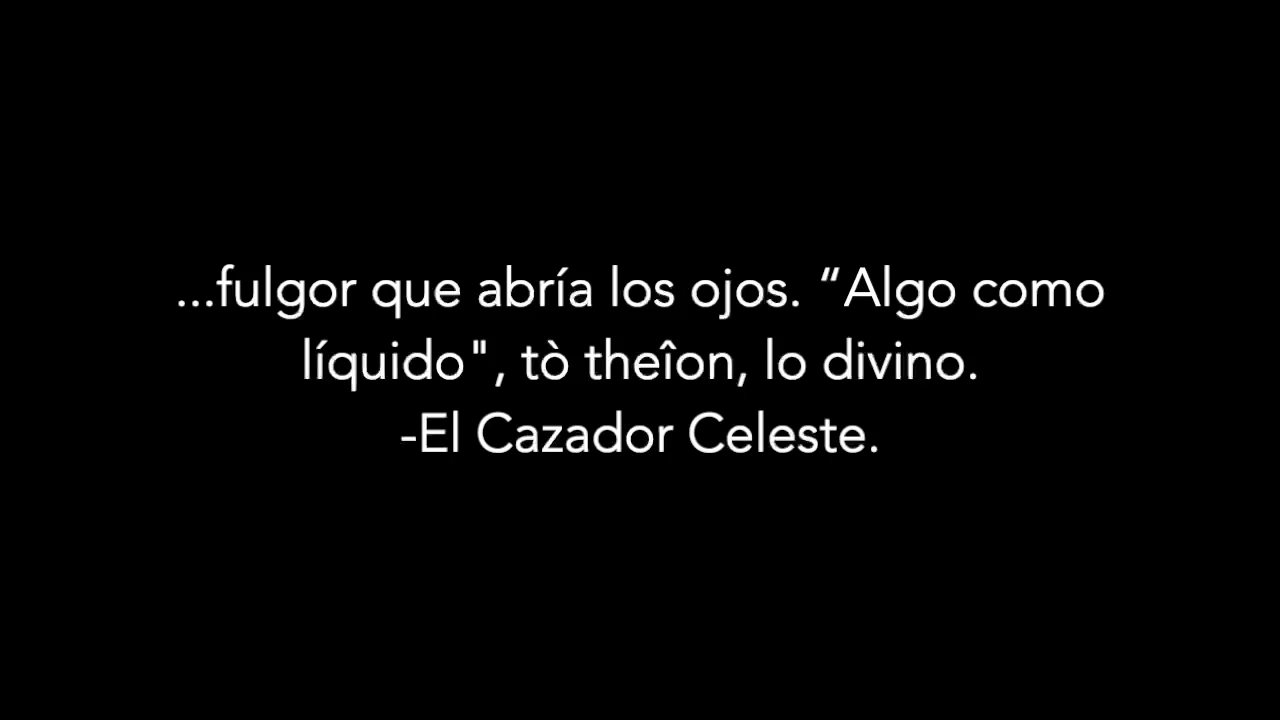 ...fulgor que abría los ojos. “Algo como
líquido", tò theîon, lo divino.
-El Cazador Celeste.